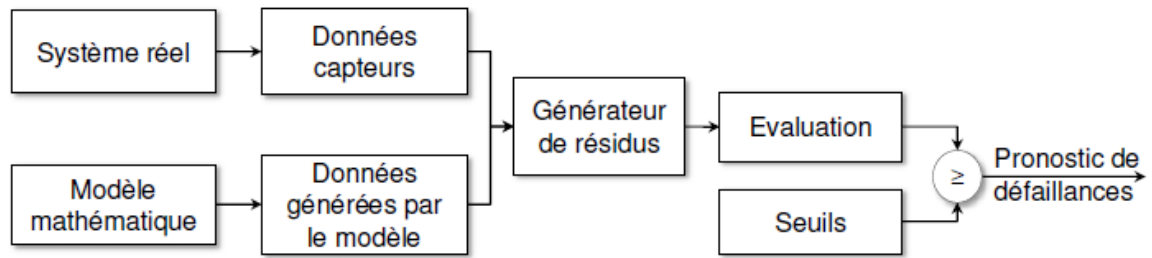 Système réel
Données
capteurs
Modèle
mathématique
Données
générées par
le modèle
Générateur
de résidus
Evaluation
Seuils
≥
Pronostic de
défaillances